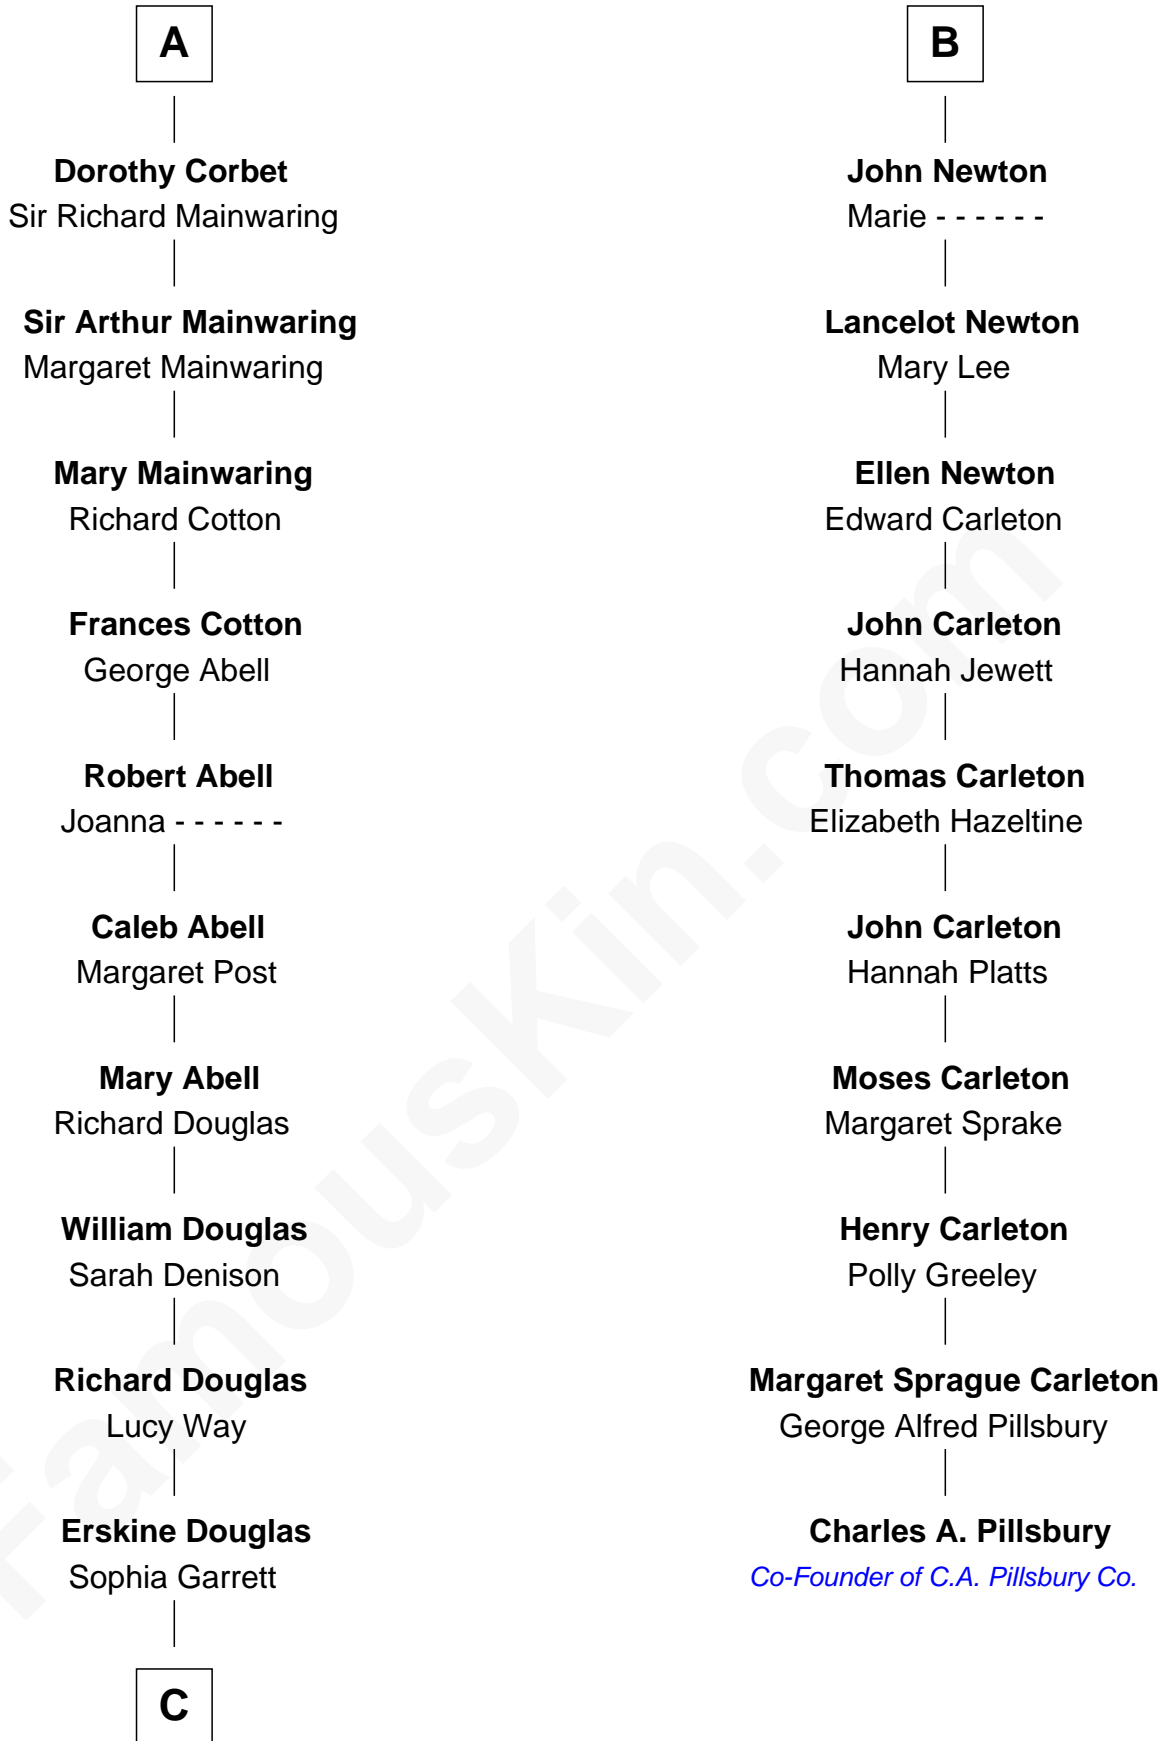 A
Dorothy Corbet
Sir Richard Mainwaring
Sir Arthur Mainwaring
Margaret Mainwaring
Mary Mainwaring
Richard Cotton
Frances Cotton
George Abell
Robert Abell
Joanna - - - - - -
Caleb Abell
Margaret Post
Mary Abell
Richard Douglas
William Douglas
Sarah Denison
Richard Douglas
Lucy Way
Erskine Douglas
Sophia Garrett
C
B
John Newton
Marie - - - - - -
Lancelot Newton
Mary Lee
Ellen Newton
Edward Carleton
John Carleton
Hannah Jewett
Thomas Carleton
Elizabeth Hazeltine
John Carleton
Hannah Platts
Moses Carleton
Margaret Sprake
Henry Carleton
Polly Greeley
Margaret Sprague Carleton
George Alfred Pillsbury
Charles A. Pillsbury
Co-Founder of C.A. Pillsbury Co.
FamousKin.com